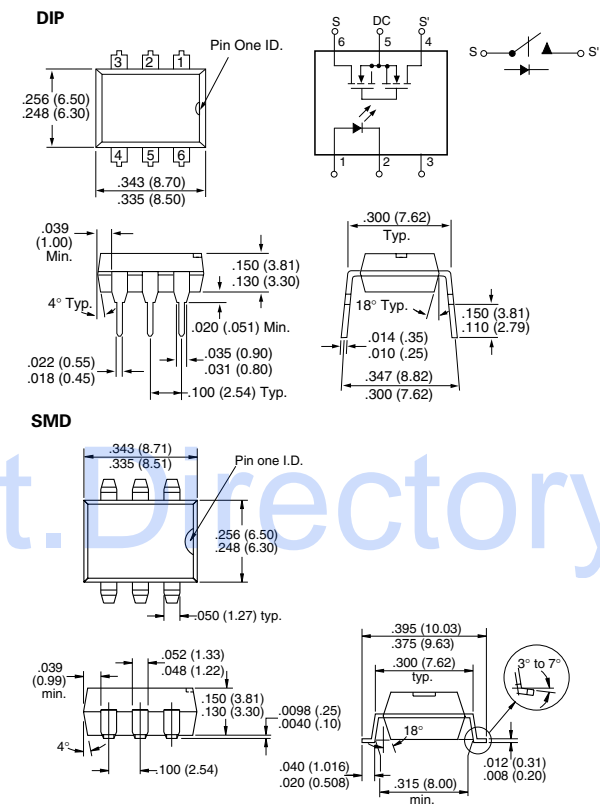 DIP
Pin One ID.
3 2 1
.256 (6.50)
.248 (6.30)
4 5 6
.343 (8.70)
.335 (8.50)
S DC S'
6 5 4
1 2 3
S S'
.039
(1.00)
Min.
4° Typ.
.150 (3.81)
.130 (3.30)
.020 (.051) Min.
.022 (0.55)
.018 (0.45)
.035 (0.90)
.031 (0.80)
.100 (2.54) Typ.
.300 (7.62)
Typ.
18° Typ.
.150 (3.81)
.110 (2.79)
.014 (.35)
.010 (.25)
.347 (8.82)
.300 (7.62)
SMD
.343 (8.71)
.335 (8.51)
Pin one I.D.
.256 (6.50)
.248 (6.30)
t.Directory
.050 (1.27) typ.
.039
(0.99)
min.
.052 (1.33)
.048 (1.22)
.150 (3.81)
.130 (3.30)
.0098 (.25)
.0040 (.10)
4°
.100 (2.54)
.395 (10.03)
.375 (9.63)
.300 (7.62)
typ.
3° to 7°
18°
.040 (1.016)
.020 (0.508)
.315 (8.00)
min.
.012 (0.31)
.008 (0.20)